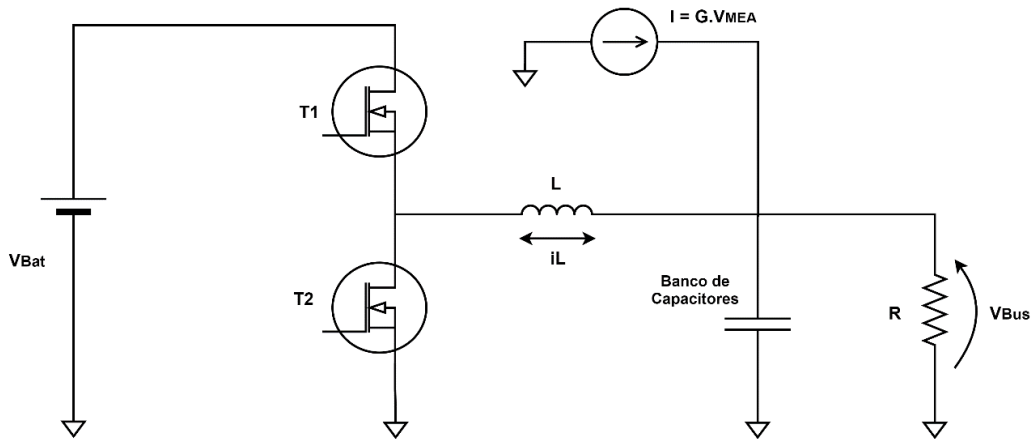 I = G.VMEA
T1
L
VBat
iL
T2
Banco de
Capacitores
R
VBus